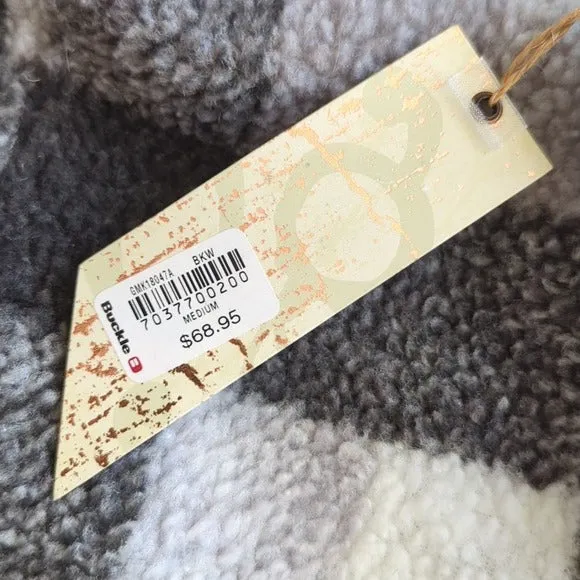 GMK18047A BKW
7037700200
MEDIUM
$68.95
Buckle B